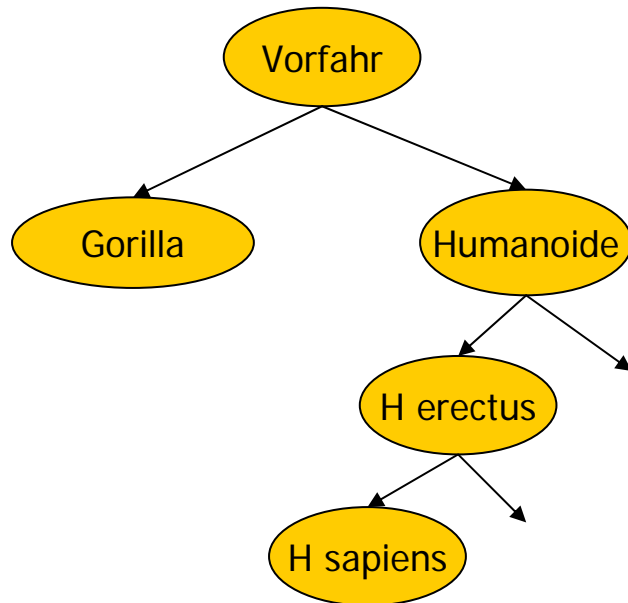 Vorfahr
Gorilla
Humanoide
H erectus
H sapiens